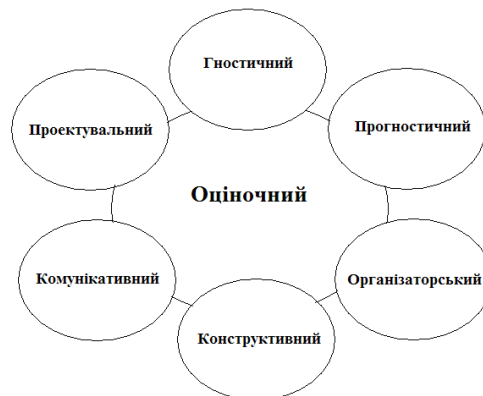 Гностичний
Проектувальний
Прогностичний
Оціночний
Комунікативний
Організаторський
Конструктивний